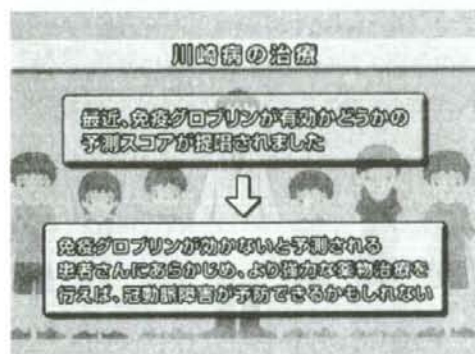 川崎病の治療
最近、免疫グロブリンが有効かどうかの
予測スコアが提唱されました
免疫グロブリンが効かないと予測される
患者さんにあらかじめ、より強力な薬物治療を
行えば、冠動脈障害が予防できるかもしれない